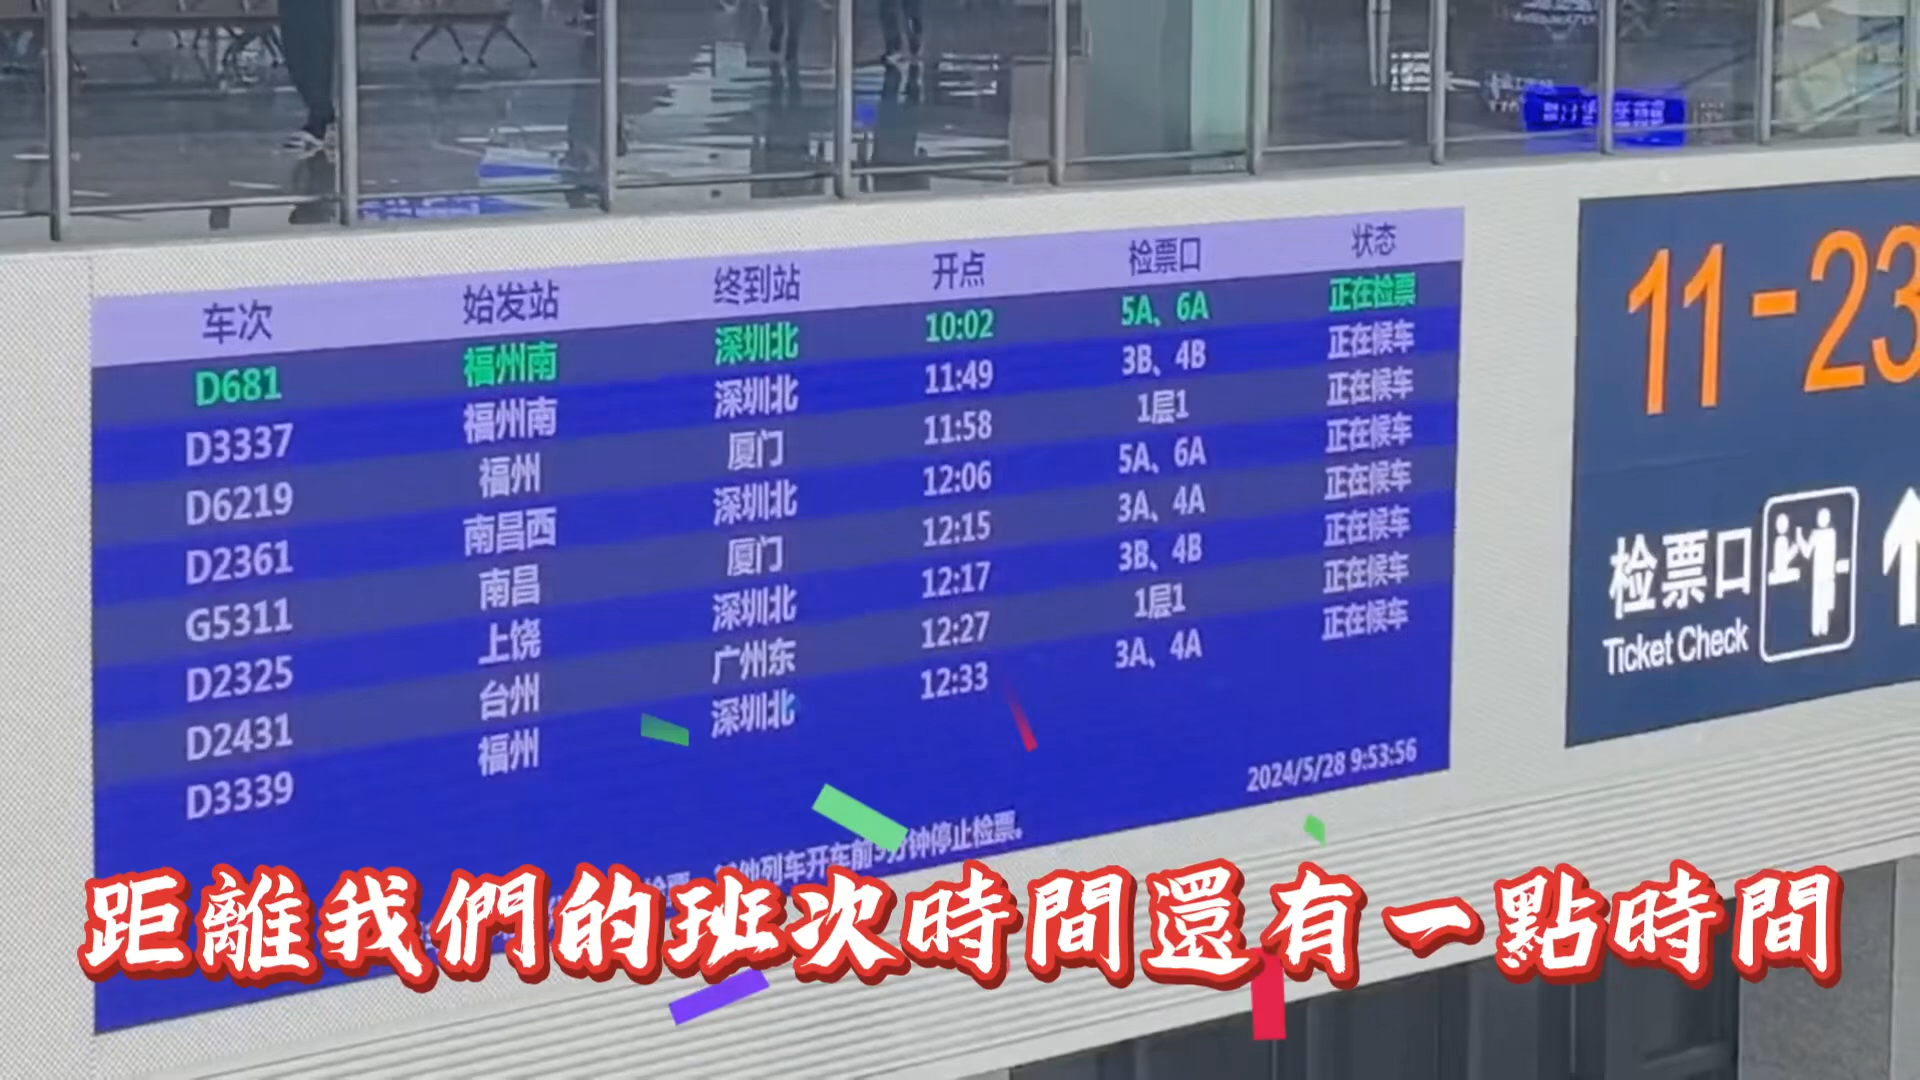 车次 始发站 终到站 开点 检票口 状态
D681 福州南 深圳北 10:02 5A、6A 正在检票
D3337 福州南 深圳北 11:49 3B、4B 正在候车
D6219 福州 厦门 11:58 1层1 正在候车
D2361 南昌西 深圳北 12:06 5A、6A 正在候车
G5311 南昌 厦门 12:15 3A、4A 正在候车
D2325 上饶 深圳北 12:17 3B、4B 正在候车
D2431 台州 广州东 12:27 1层1 正在候车
D3339 福州 深圳北 12:33 3A、4A 正在候车
2024/5/28 9:53:56
列车开车前 分钟停止检票。
11-23
检票口
Ticket Check
距離我們的班次時間還有一點時間